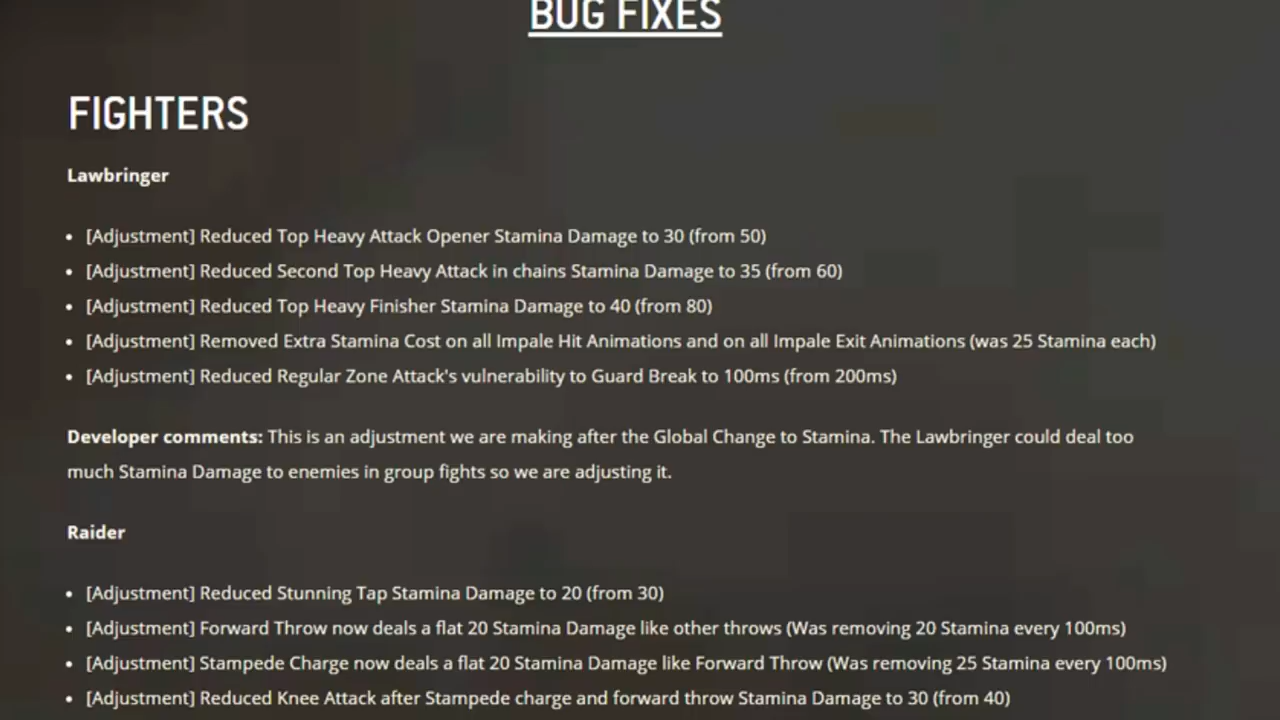 BUG FIXES
FIGHTERS
Lawbringer
• [Adjustment] Reduced Top Heavy Attack Opener Stamina Damage to 30 (from 50)
• [Adjustment] Reduced Second Top Heavy Attack in chains Stamina Damage to 35 (from 60)
• [Adjustment] Reduced Top Heavy Finisher Stamina Damage to 40 (from 80)
• [Adjustment] Removed Extra Stamina Cost on all Impale Hit Animations and on all Impale Exit Animations (was 25 Stamina each)
• [Adjustment] Reduced Regular Zone Attack's vulnerability to Guard Break to 100ms (from 200ms)
Developer comments: This is an adjustment we are making after the Global Change to Stamina. The Lawbringer could deal too
much Stamina Damage to enemies in group fights so we are adjusting it.
Raider
• [Adjustment] Reduced Stunning Tap Stamina Damage to 20 (from 30)
• [Adjustment] Forward Throw now deals a flat 20 Stamina Damage like other throws (Was removing 20 Stamina every 100ms)
• [Adjustment] Stampede Charge now deals a flat 20 Stamina Damage like Forward Throw (Was removing 25 Stamina every 100ms)
• [Adjustment] Reduced Knee Attack after Stampede charge and forward throw Stamina Damage to 30 (from 40)